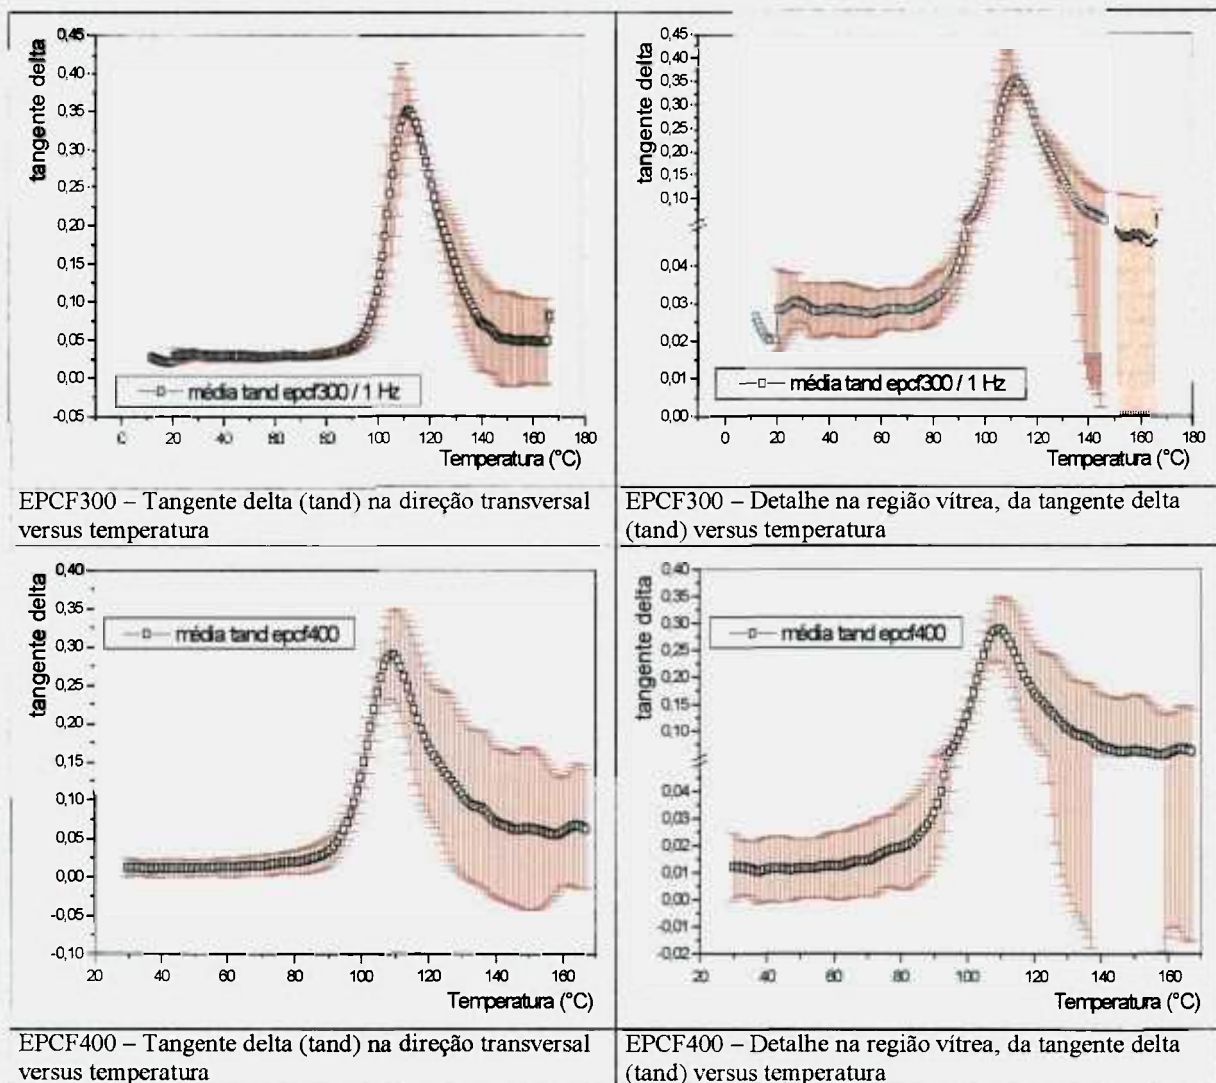 tangente delta
0,45
0,40
0,35
0,30
0,25
0,20
0,15
0,10
0,05
0,00
-0,05
média tand epcf300 / 1 Hz
0 20 40 60 80 100 120 140 160 180
Temperatura (°C)
EPCF300 – Tangente delta (tand) na direção transversal
versus temperatura
tangente delta
0,45
0,40
0,35
0,30
0,25
0,20
0,15
0,10
0,04
0,03
0,02
0,01
0,00
média tand epcf300 / 1 Hz
0 20 40 60 80 100 120 140 160 180
Temperatura (°C)
EPCF300 – Detalhe na região vítrea, da tangente delta
(tand) versus temperatura
tangente delta
0,40
0,35
0,30
0,25
0,20
0,15
0,10
0,05
0,00
-0,05
-0,10
média tand epcf400
20 40 60 80 100 120 140 160
Temperatura (°C)
EPCF400 – Tangente delta (tand) na direção transversal
versus temperatura
tangente delta
0,40
0,35
0,30
0,25
0,20
0,15
0,10
0,04
0,03
0,02
0,01
0,00
-0,01
-0,02
média tand epcf400
20 40 60 80 100 120 140 160
Temperatura (°C)
EPCF400 – Detalhe na região vítrea, da tangente delta
(tand) versus temperatura